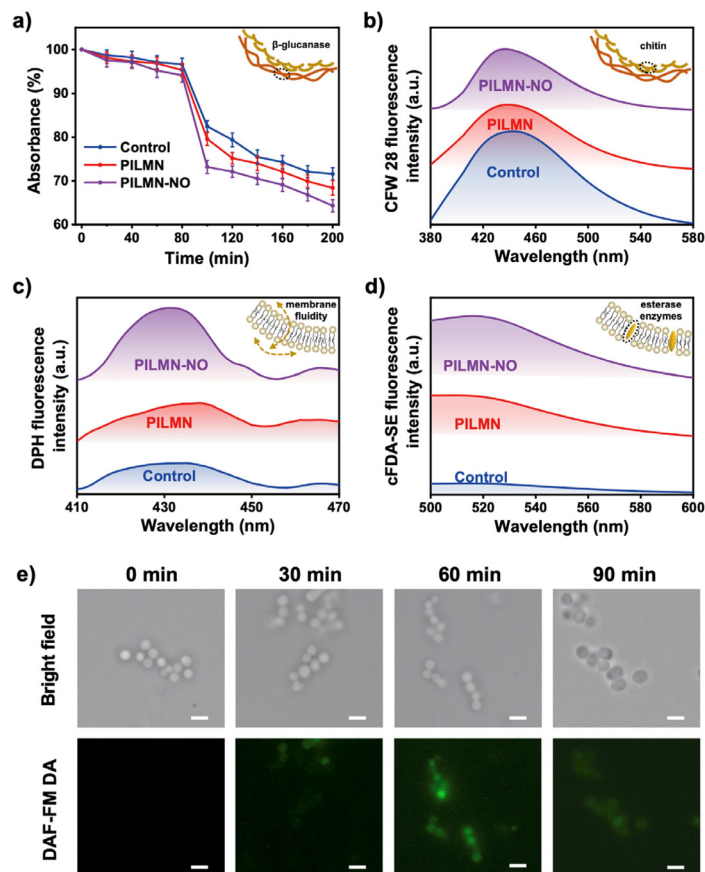 a)
Absorbance (%)
100
90
80
70
60
β-glucanase
Control
PILMN
PILMN-NO
0
40
80
120
160
200
Time (min)
b)
CFW 28 fluorescence
intensity (a.u.)
chitin
PILMN-NO
PILMN
Control
380
420
460
500
540
580
Wavelength (nm)
c)
DPH fluorescence
intensity (a.u.)
membrane
fluidity
PILMN-NO
PILMN
Control
410
430
450
470
Wavelength (nm)
d)
cFDA-SE fluorescence
intensity (a.u.)
esterase
enzymes
PILMN-NO
PILMN
Control
500
520
540
560
580
600
Wavelength (nm)
e)
0 min
30 min
60 min
90 min
Bright field
DAF-FM DA